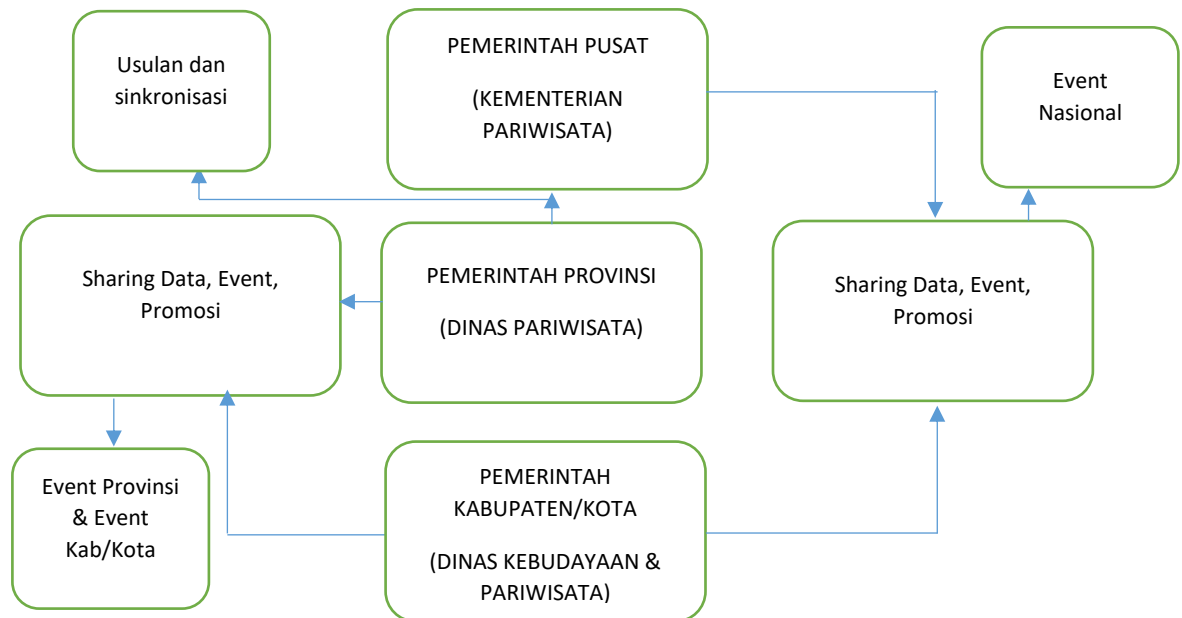 Usulan dan
sinkronisasi
PEMERINTAH PUSAT
(KEMENTERIAN
PARIWISATA)
Event
Nasional
Sharing Data, Event,
Promosi
PEMERINTAH PROVINSI
(DINAS PARIWISATA)
Sharing Data, Event,
Promosi
Event Provinsi
& Event
Kab/Kota
PEMERINTAH
KABUPATEN/KOTA
(DINAS KEBUDAYAAN &
PARIWISATA)